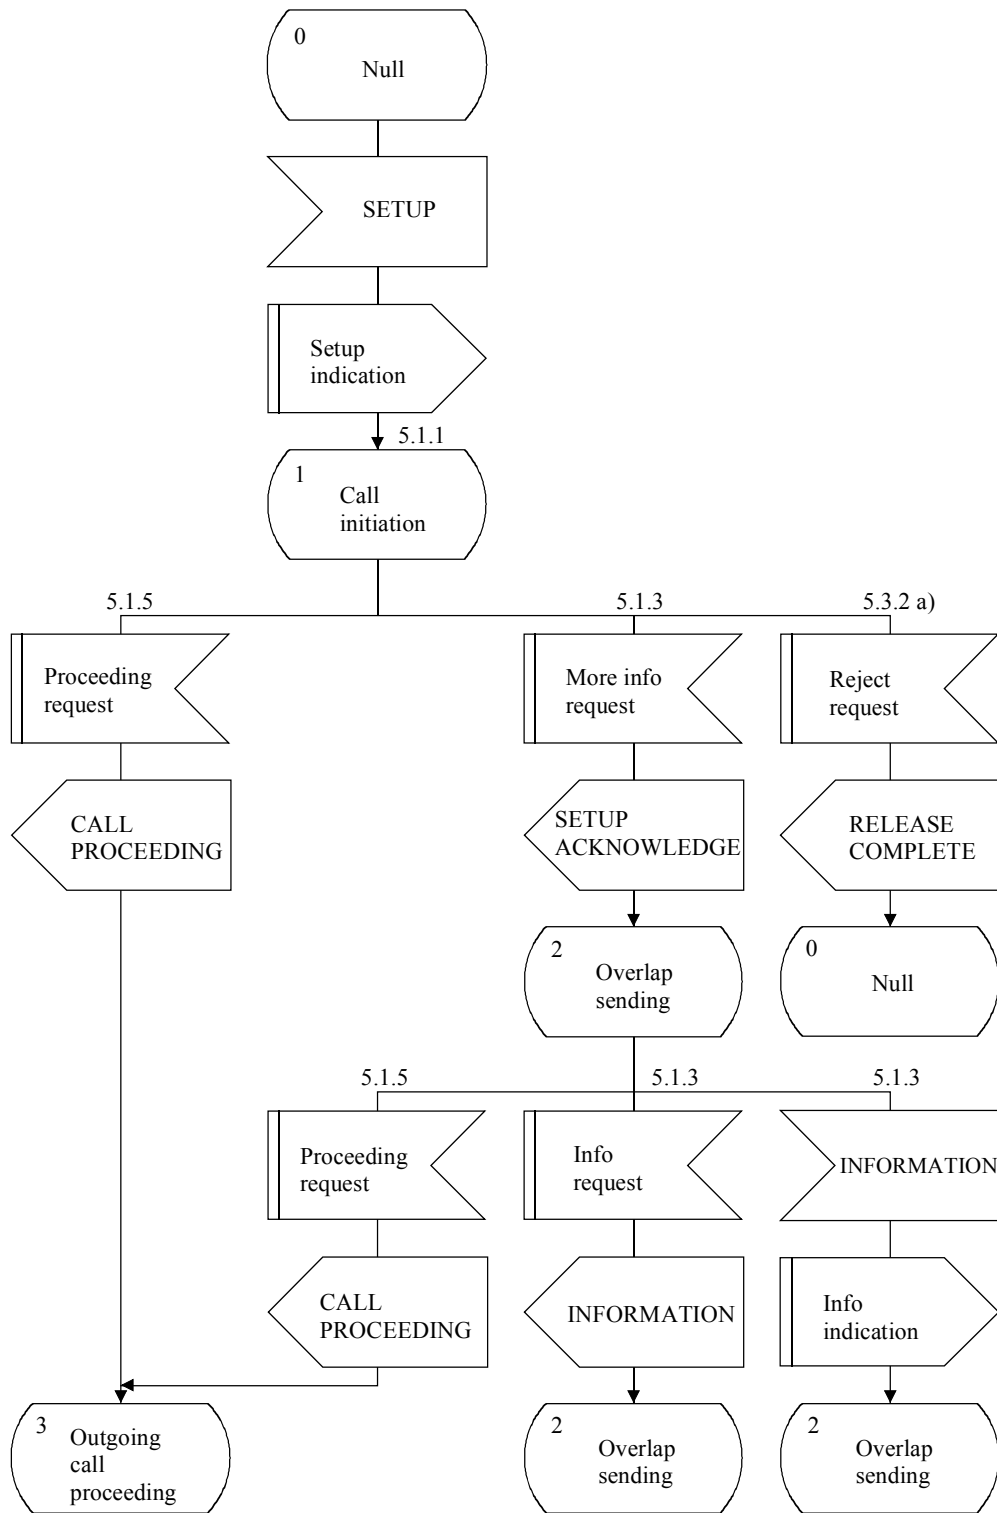 0
Null
SETUP
Setup
indication
5.1.1
1
Call
initiation
5.1.5
5.1.3
5.3.2 a)
Proceeding
request
More info
request
Reject
request
CALL
PROCEEDING
SETUP
ACKNOWLEDGE
RELEASE
COMPLETE
2
Overlap
sending
0
Null
5.1.5
5.1.3
5.1.3
Proceeding
request
Info
request
INFORMATION
CALL
PROCEEDING
INFORMATION
Info
indication
3
Outgoing
call
proceeding
2
Overlap
sending
2
Overlap
sending